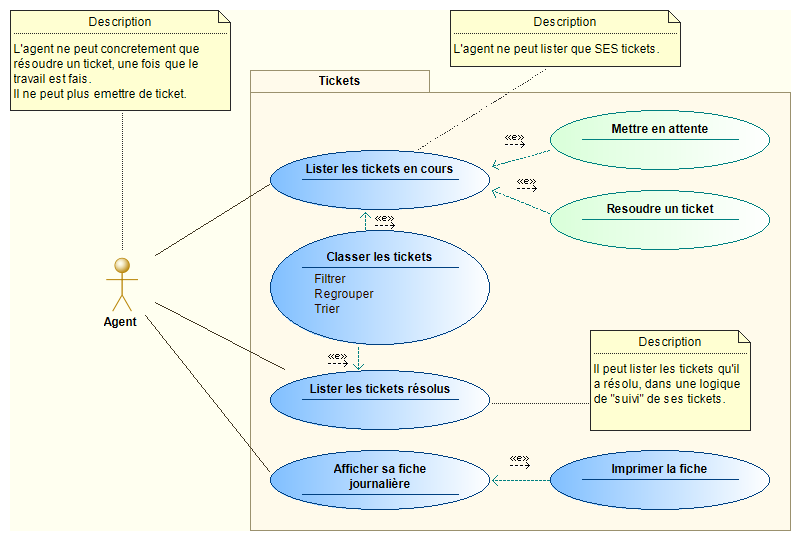 Description
L'agent ne peut concretement que
résoudre un ticket, une fois que le
travail est fais.
Il ne peut plus emettre de ticket.
Description
L'agent ne peut lister que SES tickets.
Tickets
Lister les tickets en cours
«e»
Mettre en attente
«e»
Resoudre un ticket
«e»
Classer les tickets
Filtrer
Regrouper
Trier
Agent
«e»
Lister les tickets résolus
Description
Il peut lister les tickets qu'il
a résolu, dans une logique
de "suivi" de ses tickets.
Afficher sa fiche
journalière
«e»
Imprimer la fiche